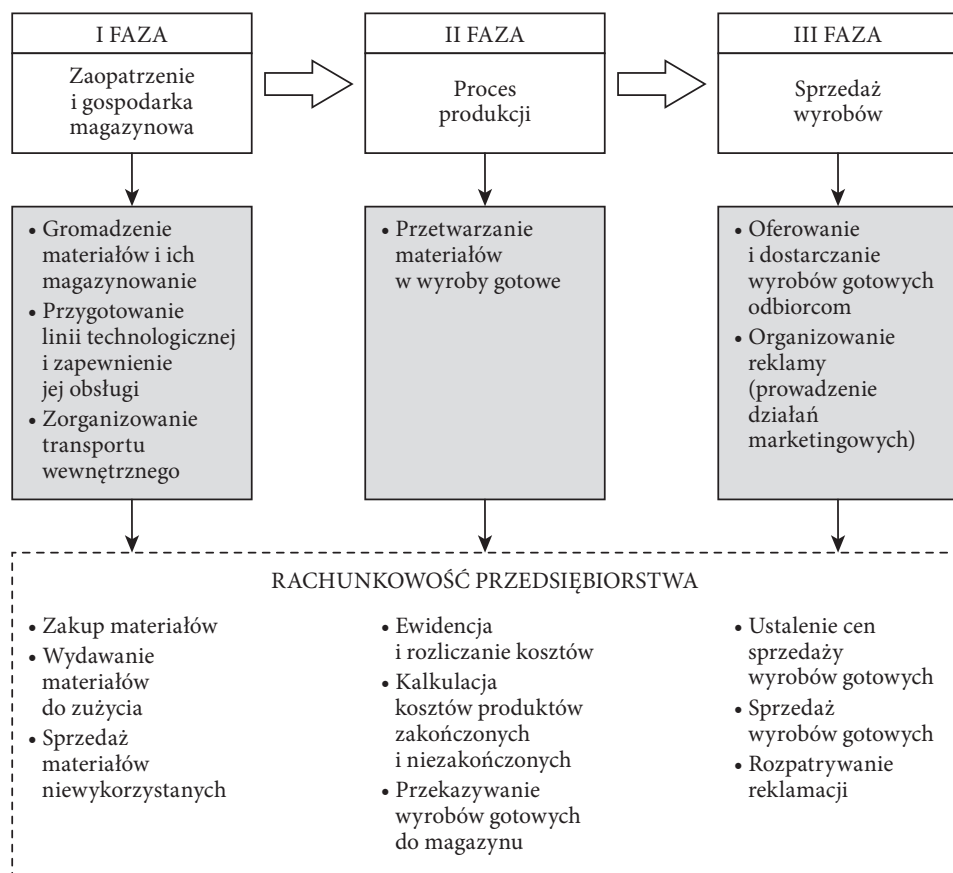 I FAZA
Zaopatrzenie
i gospodarka
magazynowa
II FAZA
Proces
produkcji
III FAZA
Sprzedaż
wyrobów
• Gromadzenie
materiałów i ich
magazynowanie
• Przygotowanie
linii technologicznej
i zapewnienie
jej obsługi
• Zorganizowanie
transportu
wewnętrznego
• Przetwarzanie
materiałów
w wyroby gotowe
• Oferowanie
i dostarczanie
wyrobów gotowych
odbiorcom
• Organizowanie
reklamy
(prowadzenie
działań
marketingowych)
RACHUNKOWOŚĆ PRZEDSIĘBIORSTWA
• Zakup materiałów
• Wydawanie
materiałów
do zużycia
• Sprzedaż
materiałów
niewykorzystanych
• Ewidencja
i rozliczanie kosztów
• Kalkulacja
kosztów produktów
zakończonych
i niezakończonych
• Przekazywanie
wyrobów gotowych
do magazynu
• Ustalenie cen
sprzedaży
wyrobów gotowych
• Sprzedaż
wyrobów gotowych
• Rozpatrywanie
reklamacji